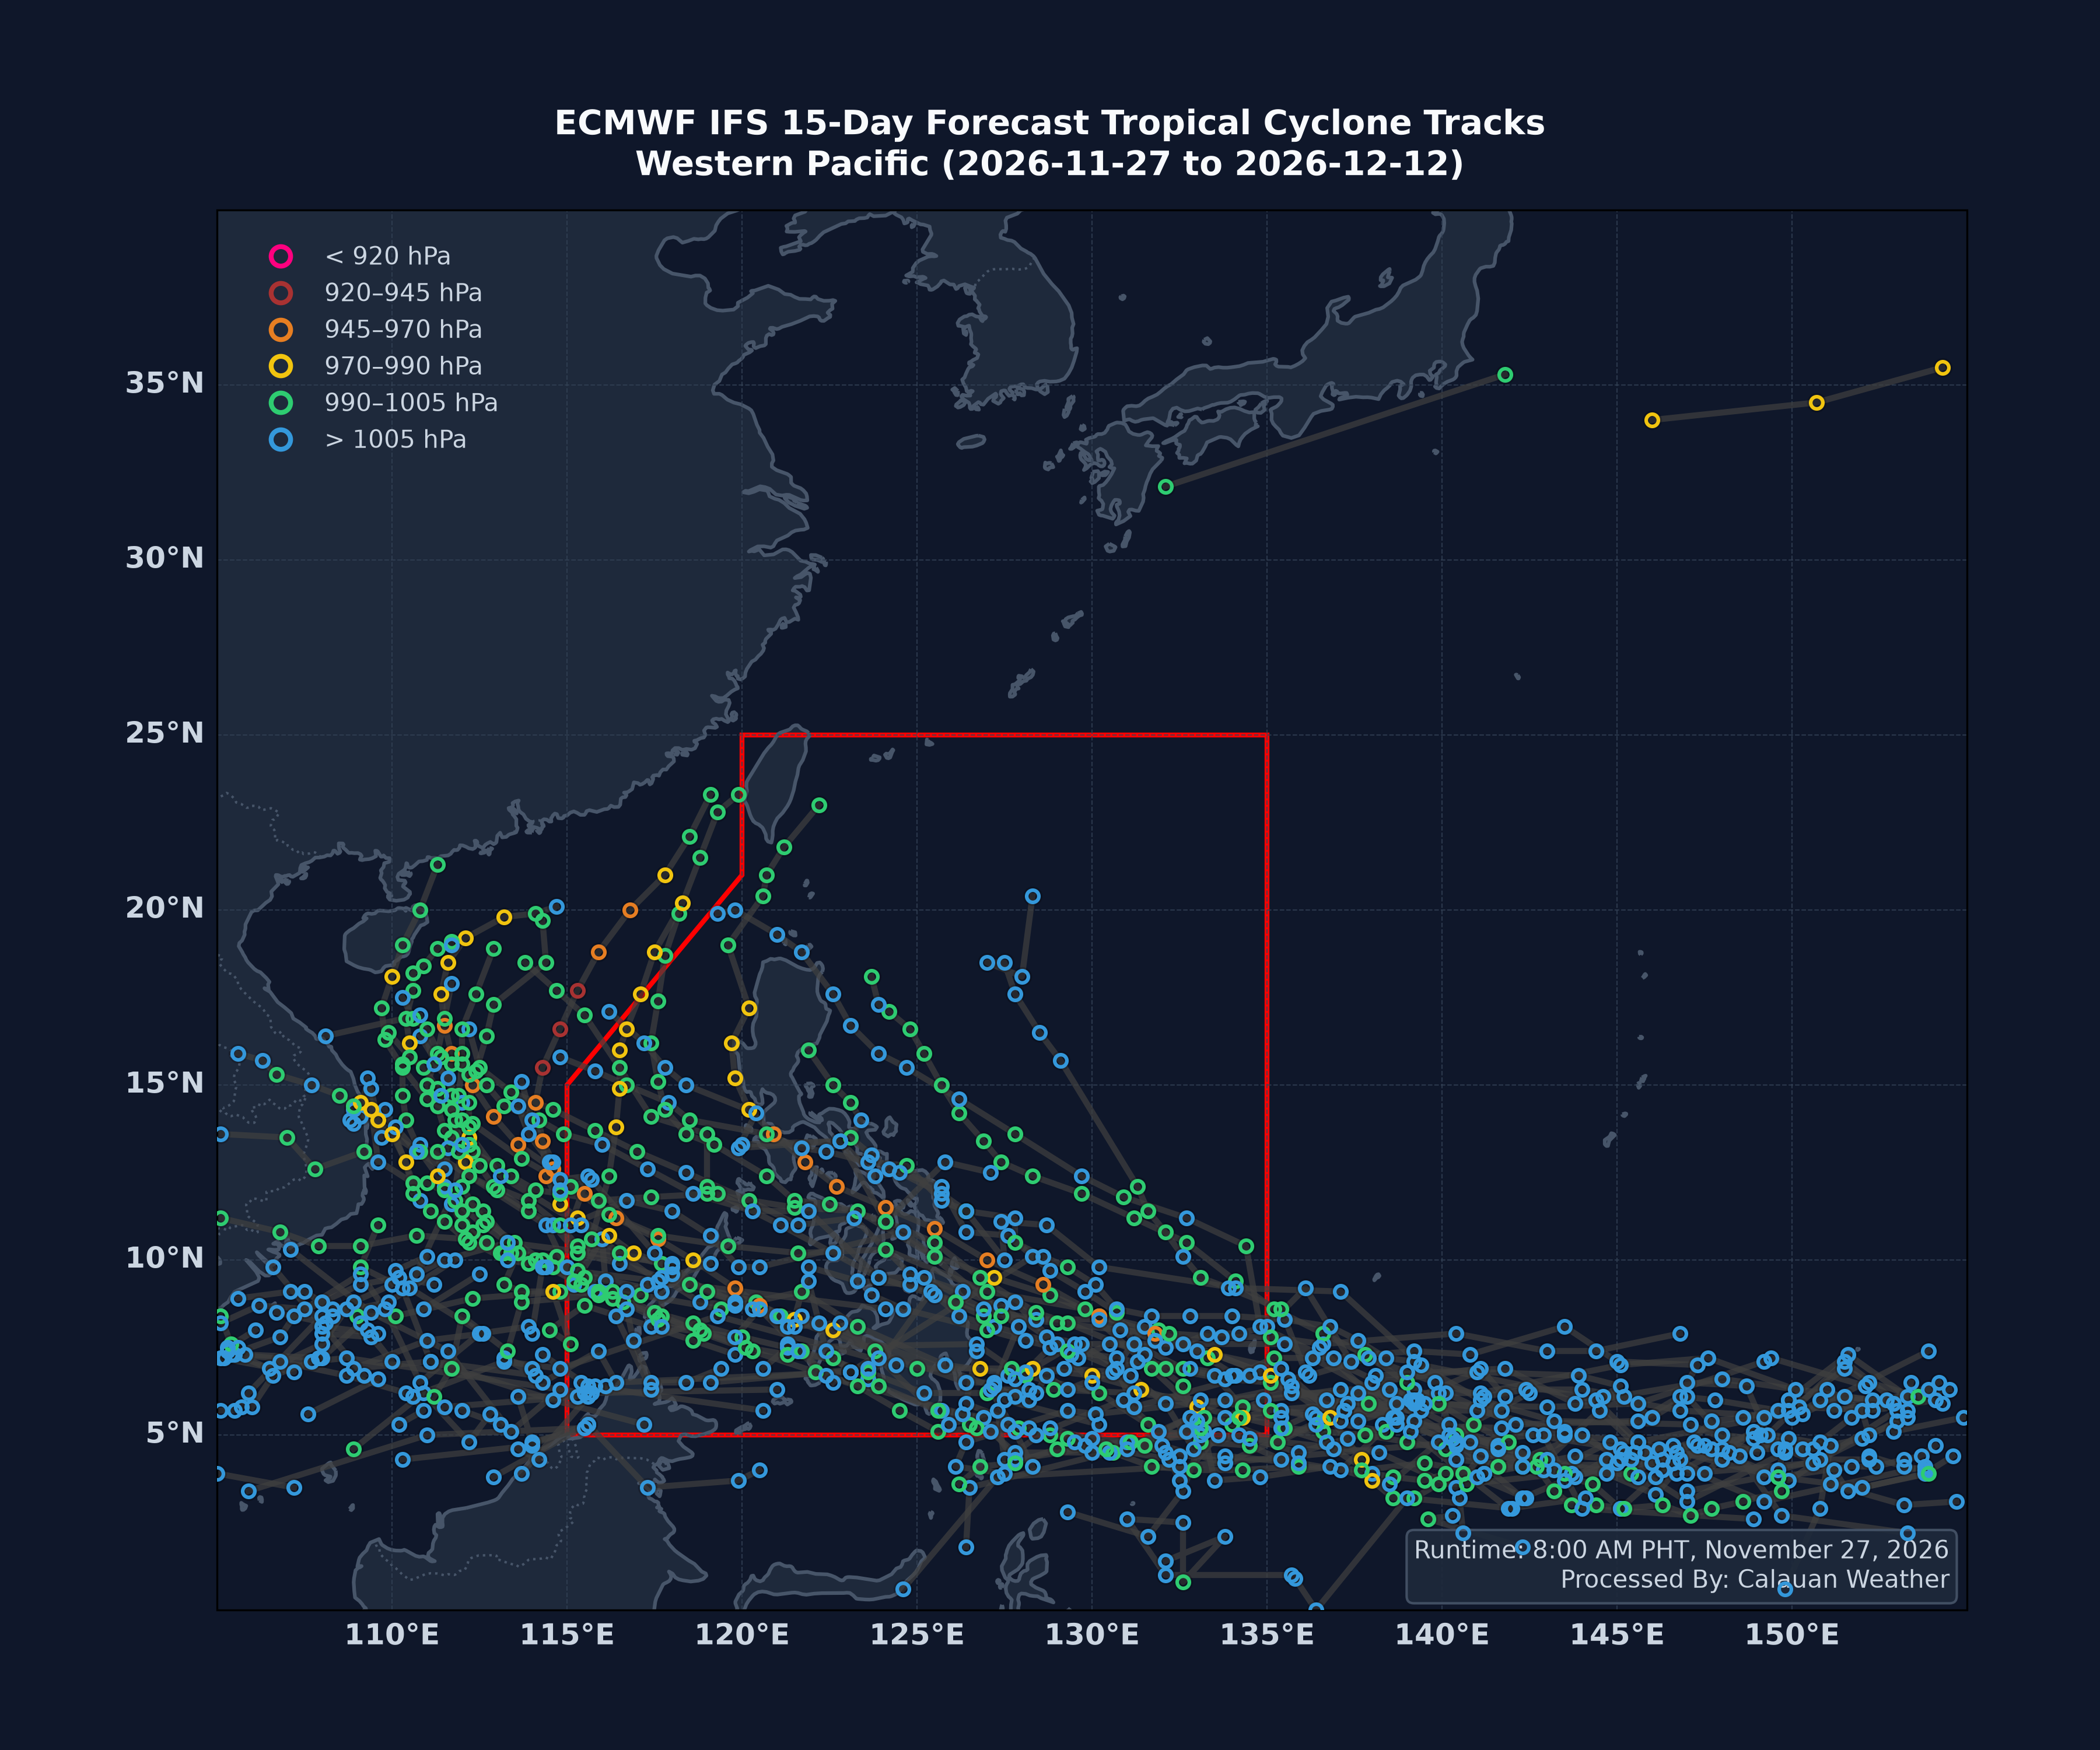 ECMWF IFS 15-Day Forecast Tropical Cyclone Tracks
Western Pacific (2026-11-27 to 2026-12-12)
< 920 hPa
920–945 hPa
945–970 hPa
970–990 hPa
990–1005 hPa
> 1005 hPa
35°N
30°N
25°N
20°N
15°N
10°N
5°N
Runtime: 8:00 AM PHT, November 27, 2026
Processed By: Calauan Weather
110°E 115°E 120°E 125°E 130°E 135°E 140°E 145°E 150°E